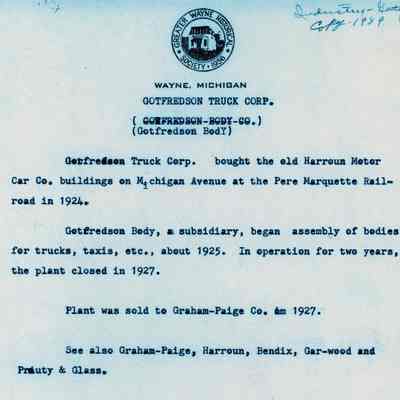 Industry-
Copy-1989
GREATER WAYNE HISTORICAL SOCIETY · 1956
WAYNE, MICHIGAN
GOTFREDSON TRUCK CORP.
( GOTFREDSON-BODY-CO.)
(Gotfredson BodY)
Gotfredson Truck Corp. bought the old Harroun Motor
Car Co. buildings on Michigan Avenue at the Pere Marquette Rail-
road in 1924.
Gotfredson Body, a subsidiary, began assembly of bodies
for trucks, taxis, etc., about 1925. In operation for two years,
the plant closed in 1927.
Plant was sold to Graham-Paige Co. in 1927.
See also Graham-Paige, Harroun, Bendix, Gar-wood and
Prauty & Glass.